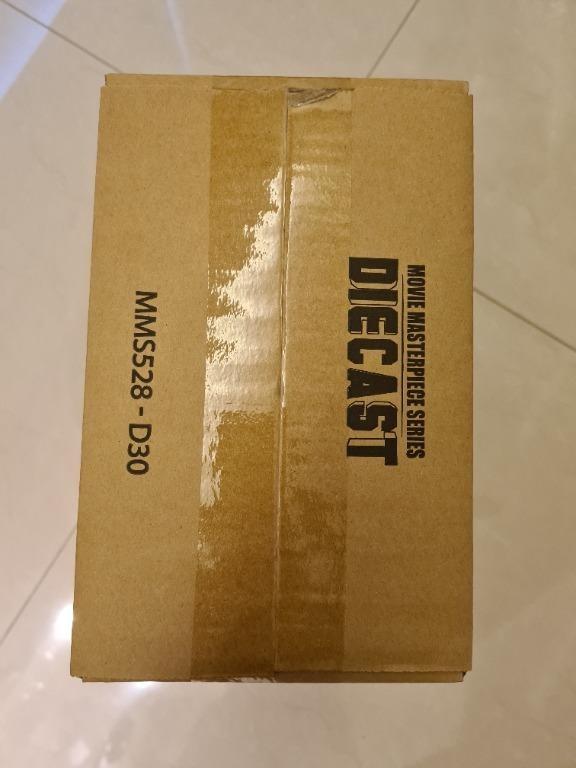 MOVIE MASTERPIECE SERIES
DIECAST
MMS528 - D30